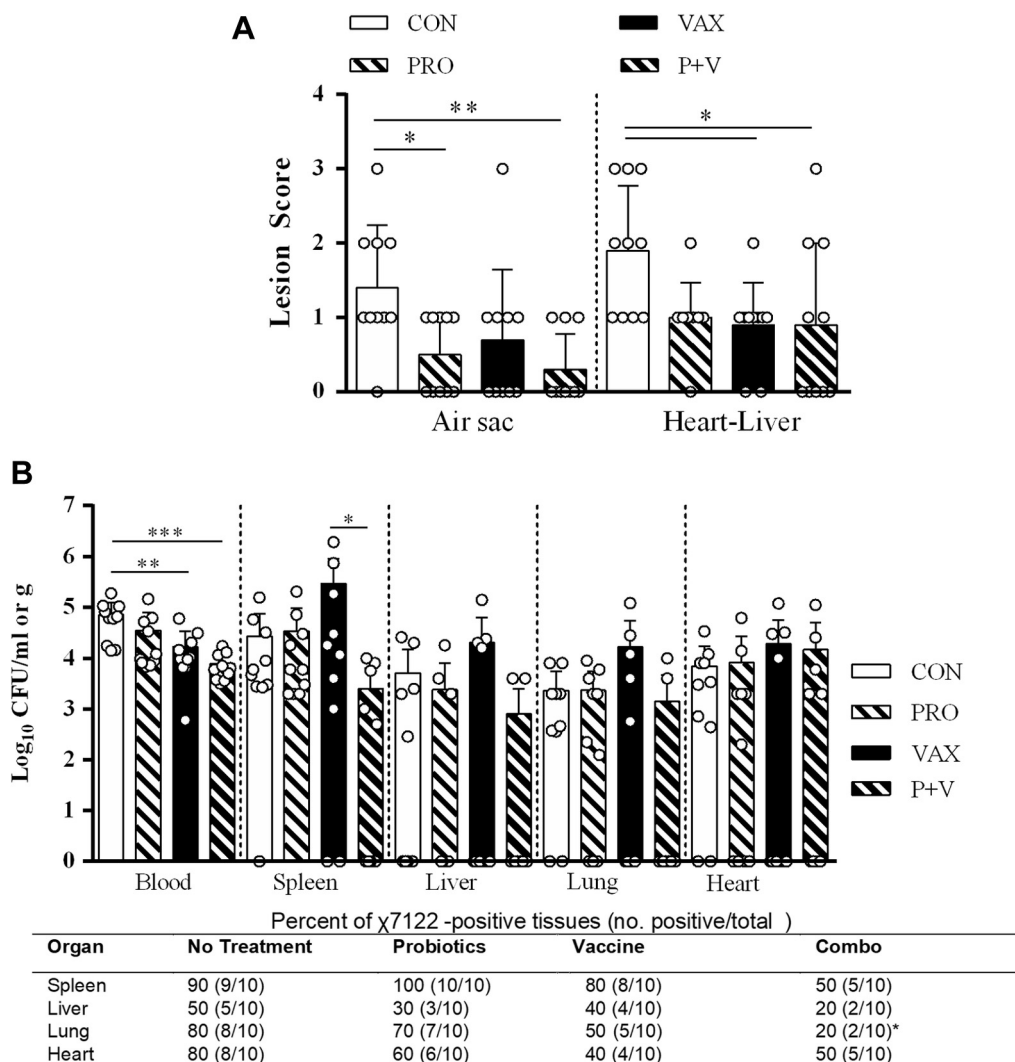 A
CON
VAX
PRO
P+V
4
3
2
1
0
Lesion Score
**
*
*
Air sac
Heart-Liver
B
7
6
5
4
3
2
1
0
Log₁₀ CFU/ml or g
***
**
*
CON
PRO
VAX
P+V
Blood
Spleen
Liver
Lung
Heart
Percent of χ7122 -positive tissues (no. positive/total )
Organ No Treatment Probiotics Vaccine Combo
Spleen 90 (9/10) 100 (10/10) 80 (8/10) 50 (5/10)
Liver 50 (5/10) 30 (3/10) 40 (4/10) 20 (2/10)
Lung 80 (8/10) 70 (7/10) 50 (5/10) 20 (2/10)*
Heart 80 (8/10) 60 (6/10) 40 (4/10) 50 (5/10)